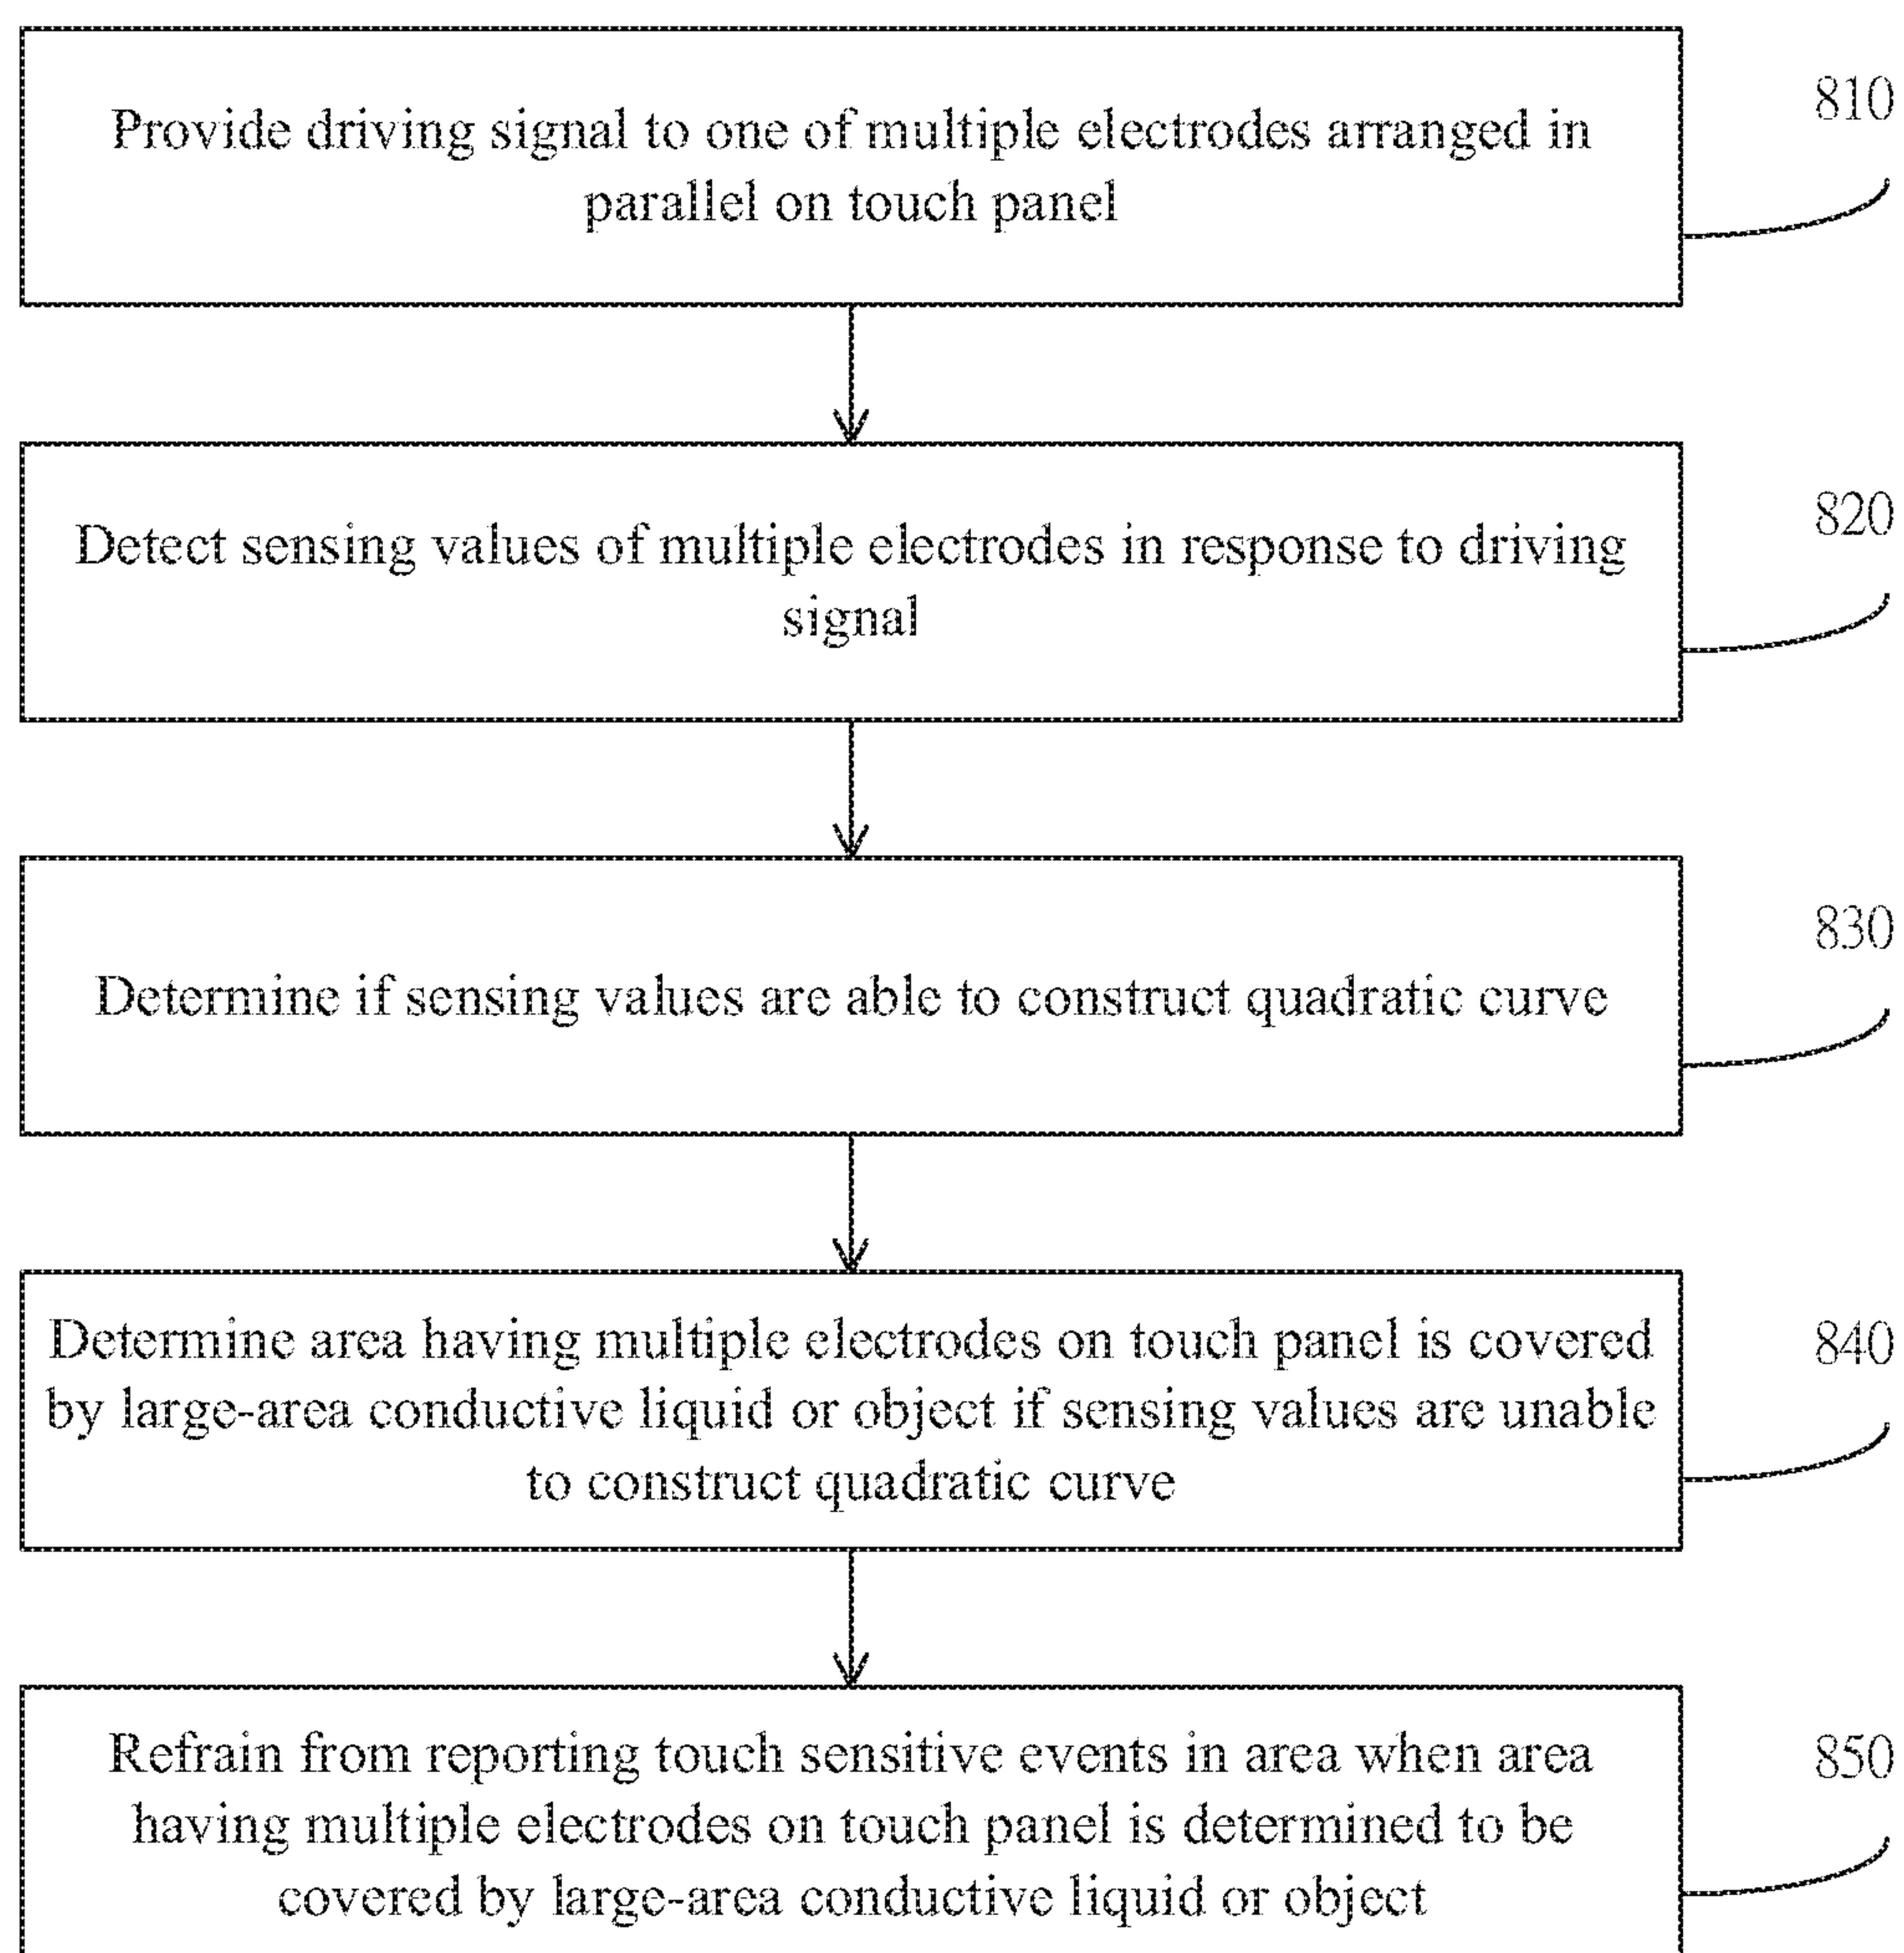 Provide driving signal to one of multiple electrodes arranged in
parallel on touch panel
810
Detect sensing values of multiple electrodes in response to driving
signal
820
Determine if sensing values are able to construct quadratic curve
830
Determine area having multiple electrodes on touch panel is covered
by large-area conductive liquid or object if sensing values are unable
to construct quadratic curve
840
Refrain from reporting touch sensitive events in area when area
having multiple electrodes on touch panel is determined to be
covered by large-area conductive liquid or object
850